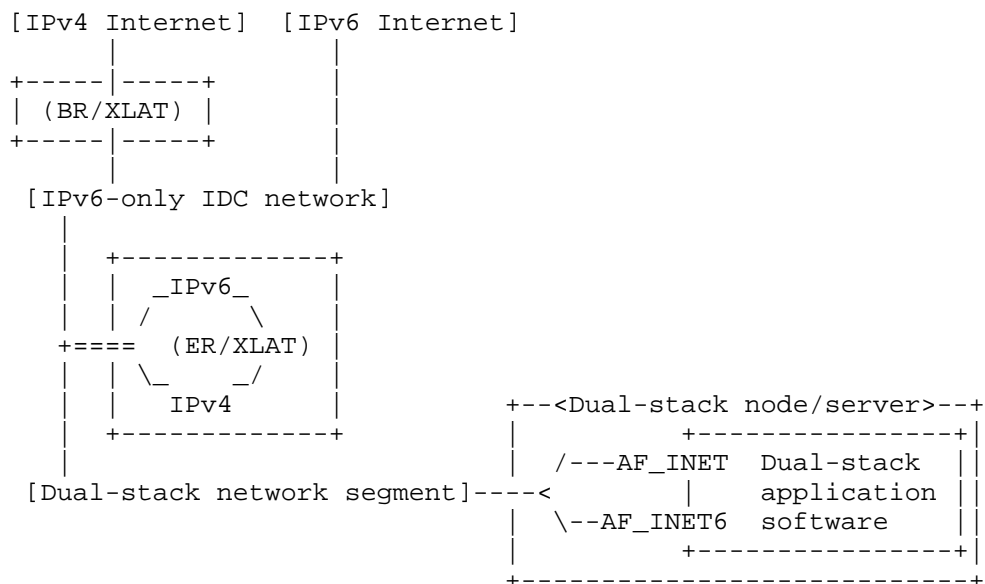 [IPv4 Internet]  [IPv6 Internet]
(BR/XLAT)
[IPv6-only IDC network]
_IPv6_
(ER/XLAT)
IPv4
<Dual-stack node/server>
AF_INET  Dual-stack
[Dual-stack network segment]  application
AF_INET6  software